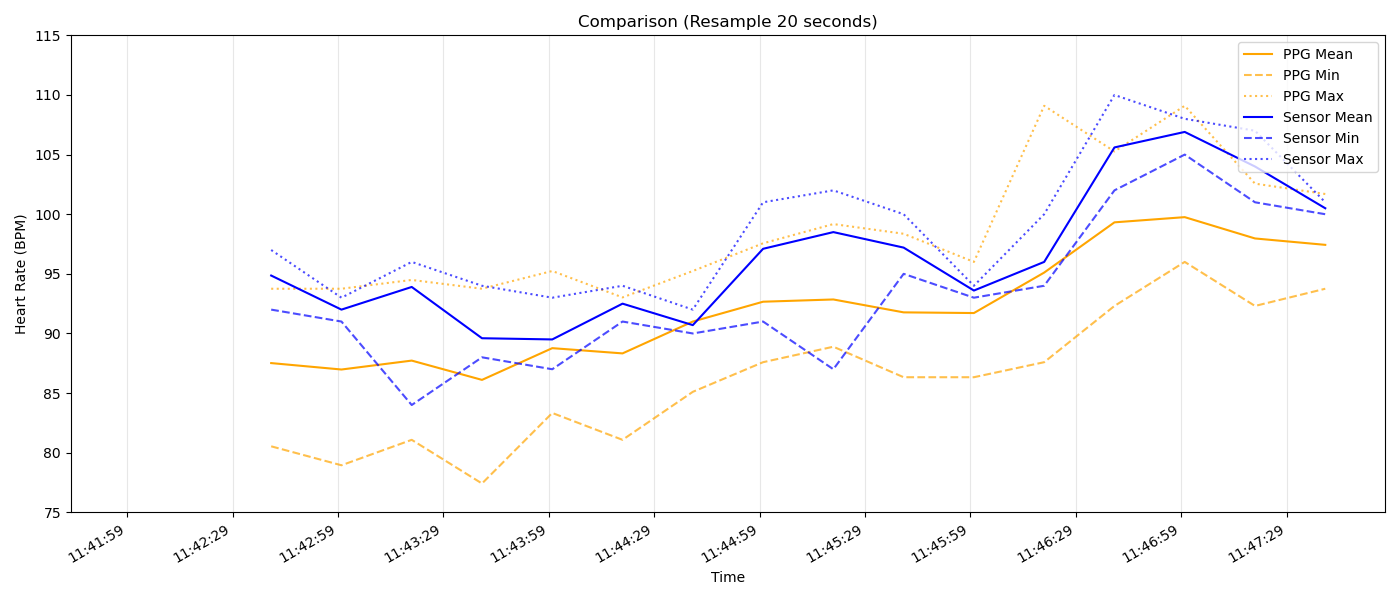 Comparison (Resample 20 seconds)
115
110
105
100
95
90
85
80
75
Heart Rate (BPM)
PPG Mean
PPG Min
PPG Max
Sensor Mean
Sensor Min
Sensor Max
11:41:59
11:42:29
11:42:59
11:43:29
11:43:59
11:44:29
11:44:59
11:45:29
11:45:59
11:46:29
11:46:59
11:47:29
Time